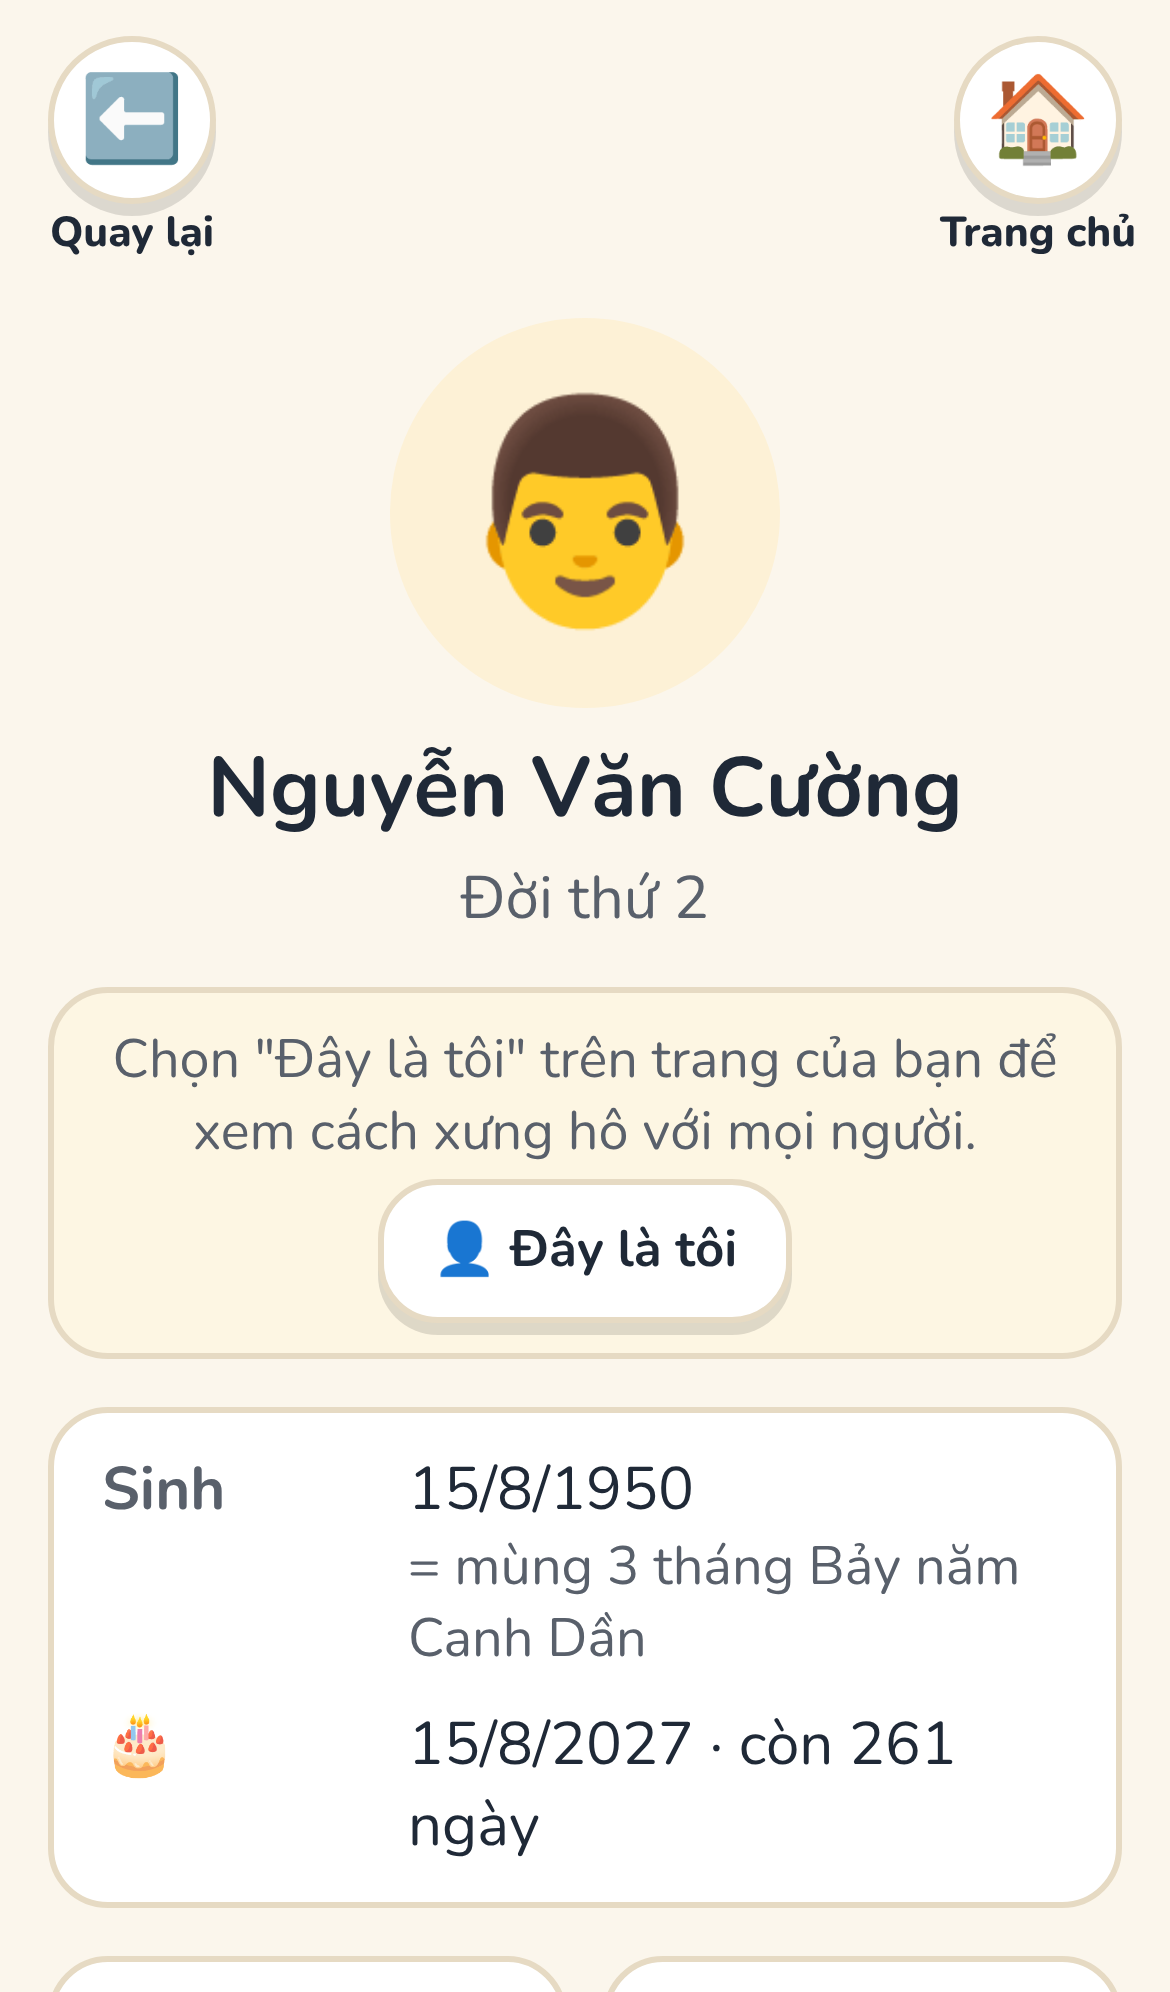 Quay lại
Trang chủ
Nguyễn Văn Cường
Đời thứ 2
Chọn "Đây là tôi" trên trang của bạn để
xem cách xưng hô với mọi người.
Đây là tôi
Sinh
15/8/1950
= mùng 3 tháng Bảy năm
Canh Dần
15/8/2027 · còn 261
ngày